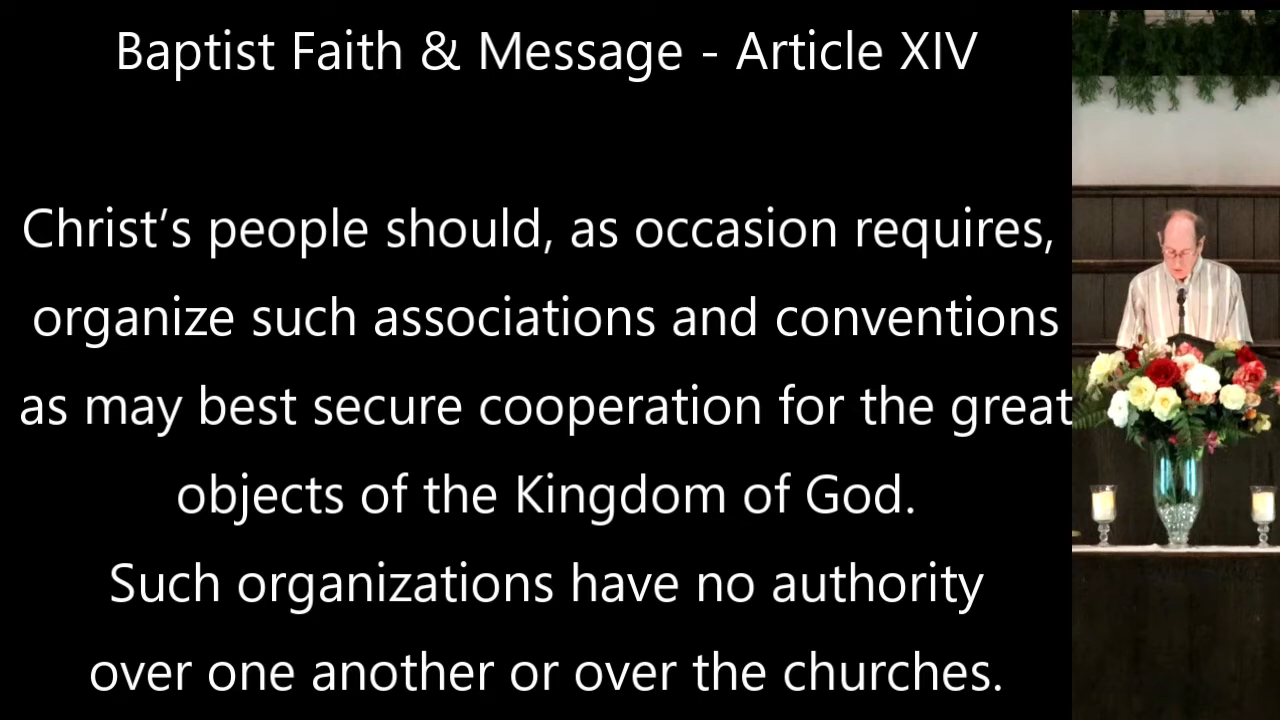 Baptist Faith & Message - Article XIV
Christ’s people should, as occasion requires,
organize such associations and conventions
as may best secure cooperation for the great
objects of the Kingdom of God.
Such organizations have no authority
over one another or over the churches.